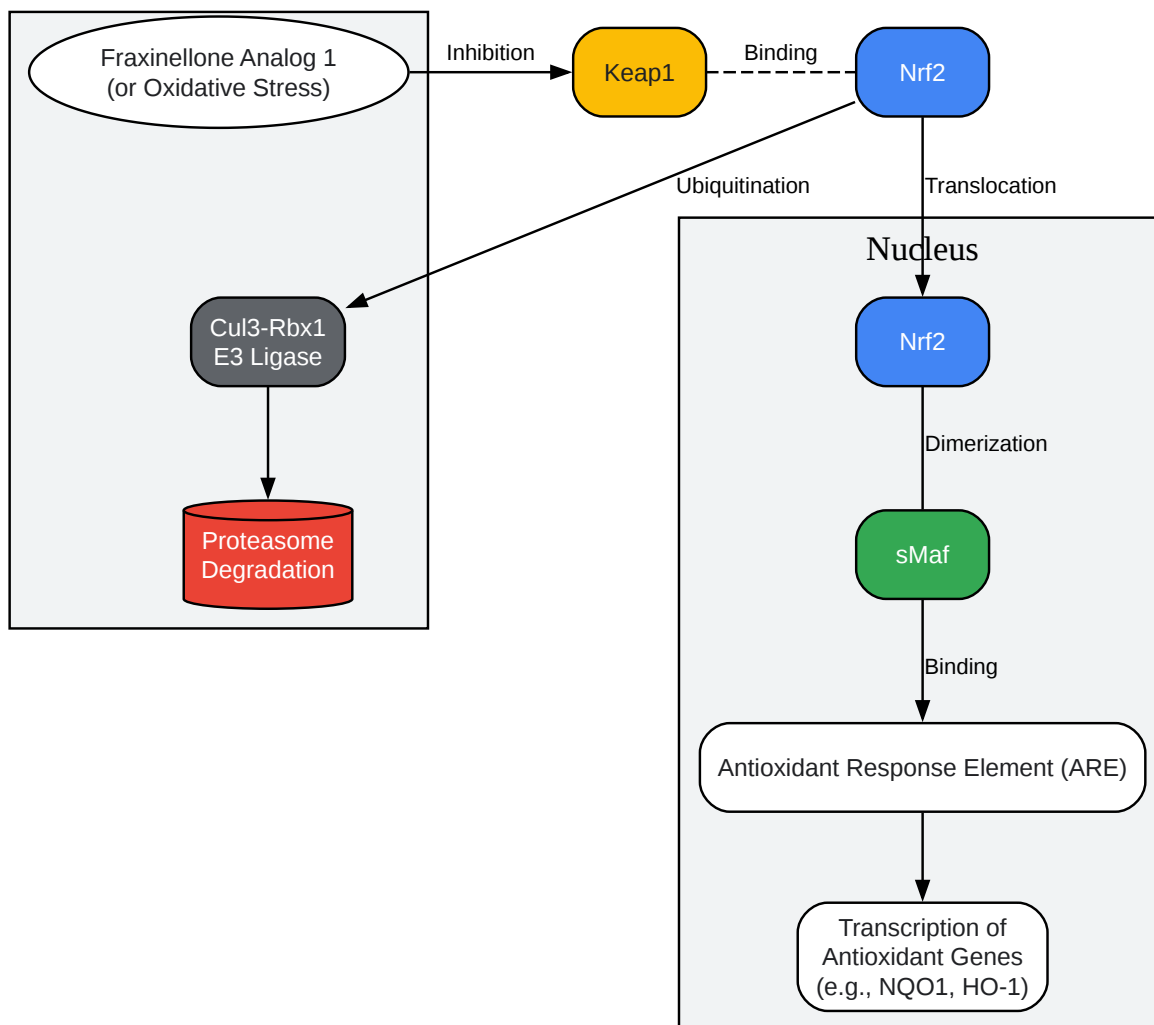 Fraxinellone Analog 1
(or Oxidative Stress)
Inhibition
Keap1
Binding
Nrf2
Ubiquitination
Translocation
Nucleus
Cul3-Rbx1
E3 Ligase
Nrf2
Dimerization
Proteasome
Degradation
sMaf
Binding
Antioxidant Response Element (ARE)
Transcription of
Antioxidant Genes
(e.g., NQO1, HO-1)